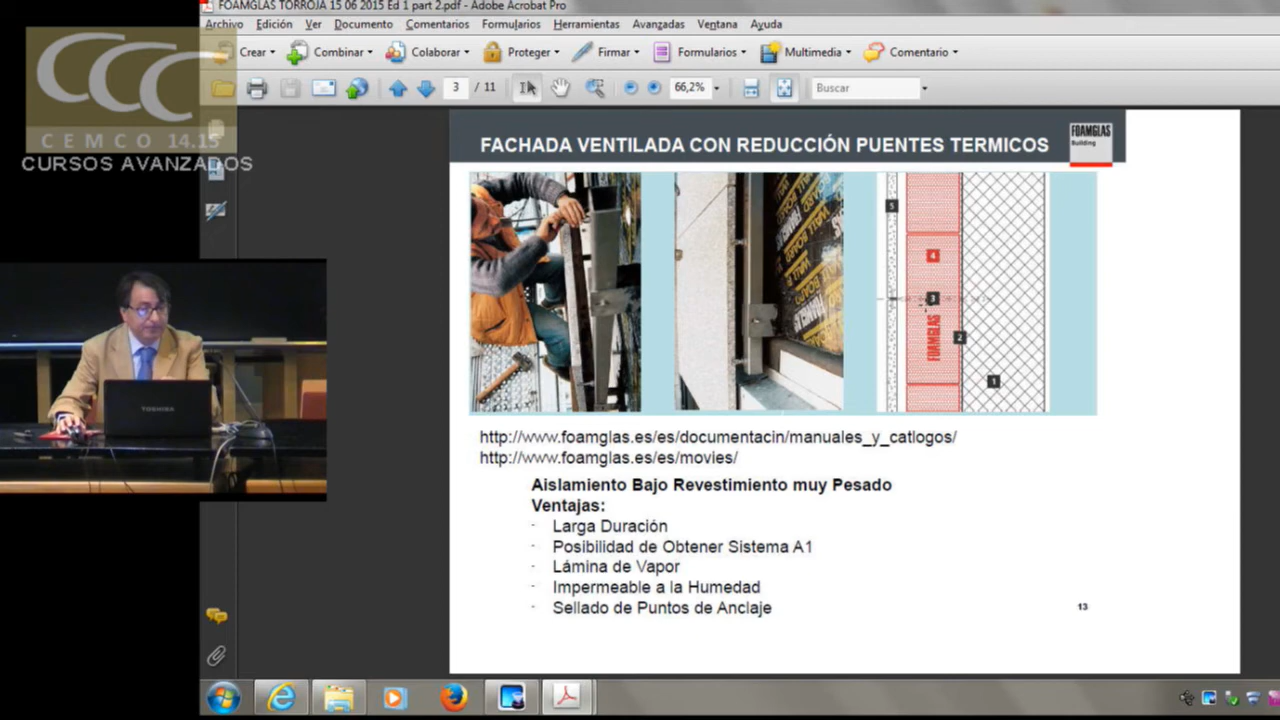 FOAMGLAS TORROJA 15 06 2015 Ed 1 part 2.pdf - Adobe Acrobat Pro
Archivo Edición Ver Documento Comentarios Formularios Herramientas Avanzadas Ventana Ayuda
Crear Combinar Colaborar Proteger Firmar Formularios Multimedia Comentario
3 / 11 66,2% Buscar
CCC
CEMCO 14.15
CURSOS AVANZADOS
FACHADA VENTILADA CON REDUCCIÓN PUENTES TERMICOS
FOAMGLAS
Building
WALL BOARD
WALL BOARD
FOAMGLAS
5
4
3
FOAMGLAS
2
1
TOSHIBA
http://www.foamglas.es/es/documentacin/manuales_y_catlogos/
http://www.foamglas.es/es/movies/
Aislamiento Bajo Revestimiento muy Pesado
Ventajas:
- Larga Duración
- Posibilidad de Obtener Sistema A1
- Lámina de Vapor
- Impermeable a la Humedad
- Sellado de Puntos de Anclaje
13